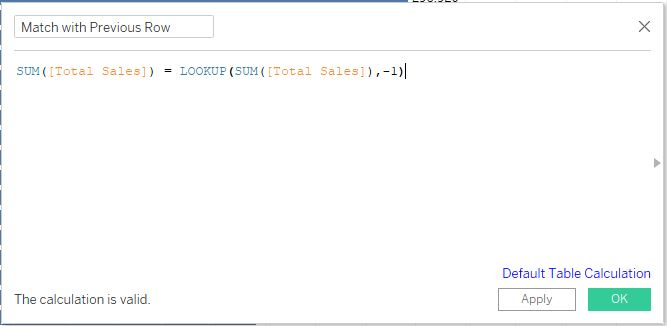 Match with Previous Row
SUM([Total Sales]) = LOOKUP(SUM([Total Sales]),-1)
Default Table Calculation
The calculation is valid.
Apply
OK